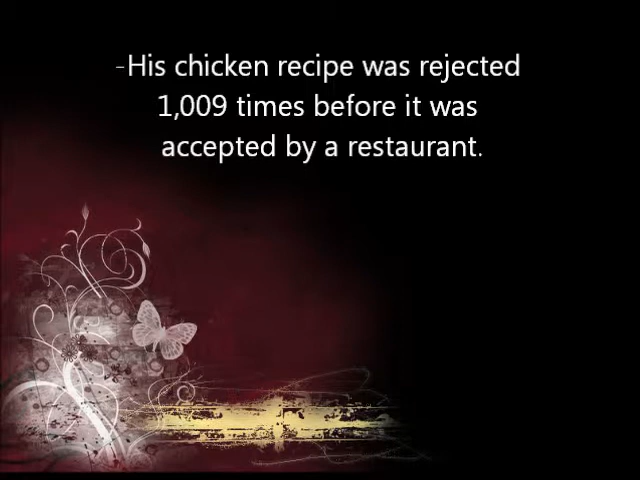 -His chicken recipe was rejected
1,009 times before it was
accepted by a restaurant.